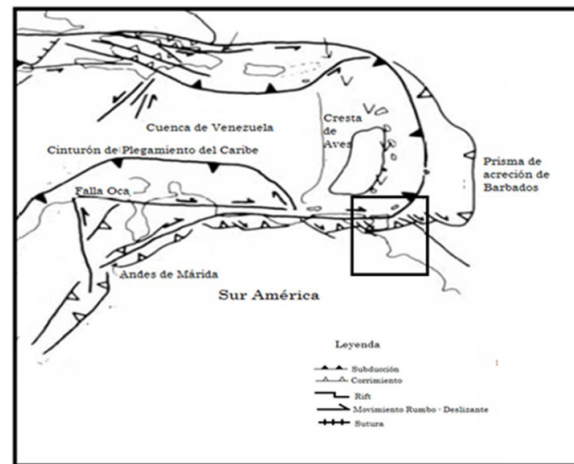 Cuenca de Venezuela
Cresta
de
Aves
Cinturón de Plegamiento del Caribe
Prisma de
acreción de
Barbados
Falla Oca
Andes de Márida
Sur América
Leyenda
Subducción
Corrimiento
Rift
Movimiento Rumbo - Deslizante
Sutura